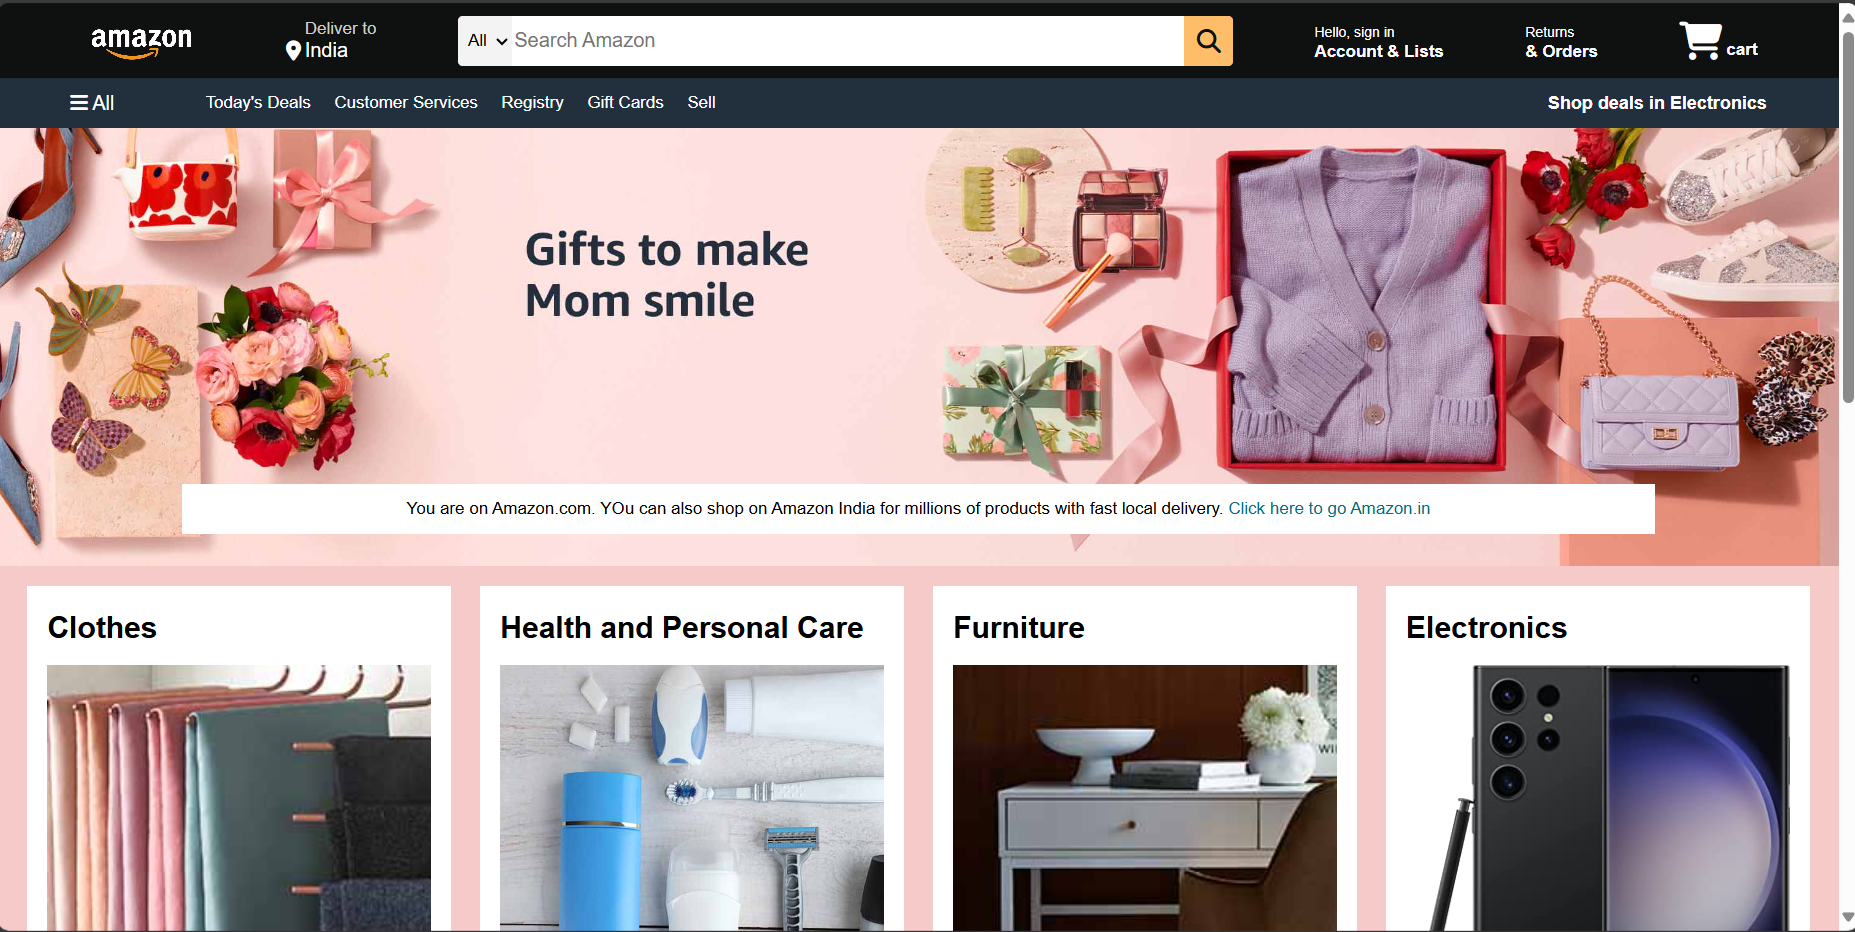 amazon
Deliver to
India
All
Search Amazon
Hello, sign in
Account & Lists
Returns
& Orders
cart
All
Today's Deals
Customer Services
Registry
Gift Cards
Sell
Shop deals in Electronics
Gifts to make
Mom smile
You are on Amazon.com. YOu can also shop on Amazon India for millions of products with fast local delivery. Click here to go Amazon.in
Clothes
Health and Personal Care
Furniture
Electronics